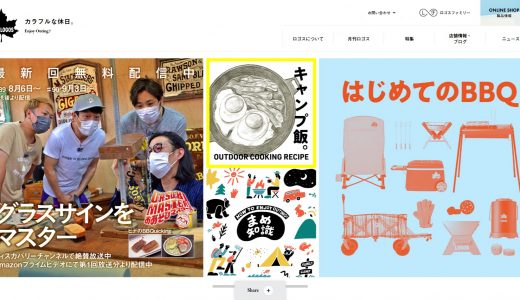 LOGOS
カラフルな休日。
Enjoy Outing!
お問い合わせ
ロゴスファミリー
ONLINE SHOP
製品情報
ロゴスについて
月刊ロゴス
特集
店舗情報・
ブログ
ニュース
最新回無料配信中
8月6日〜
9月3日
グラスサインを
マスター
ィスカバリーチャンネルで絶賛放送中
mazonプライムビデオにて第1回放送分より配信中
キャンプ飯。
OUTDOOR COOKING RECIPE
HOW TO ENJOY OUTING!
まめ
知識
はじめてのBBQ
Share +